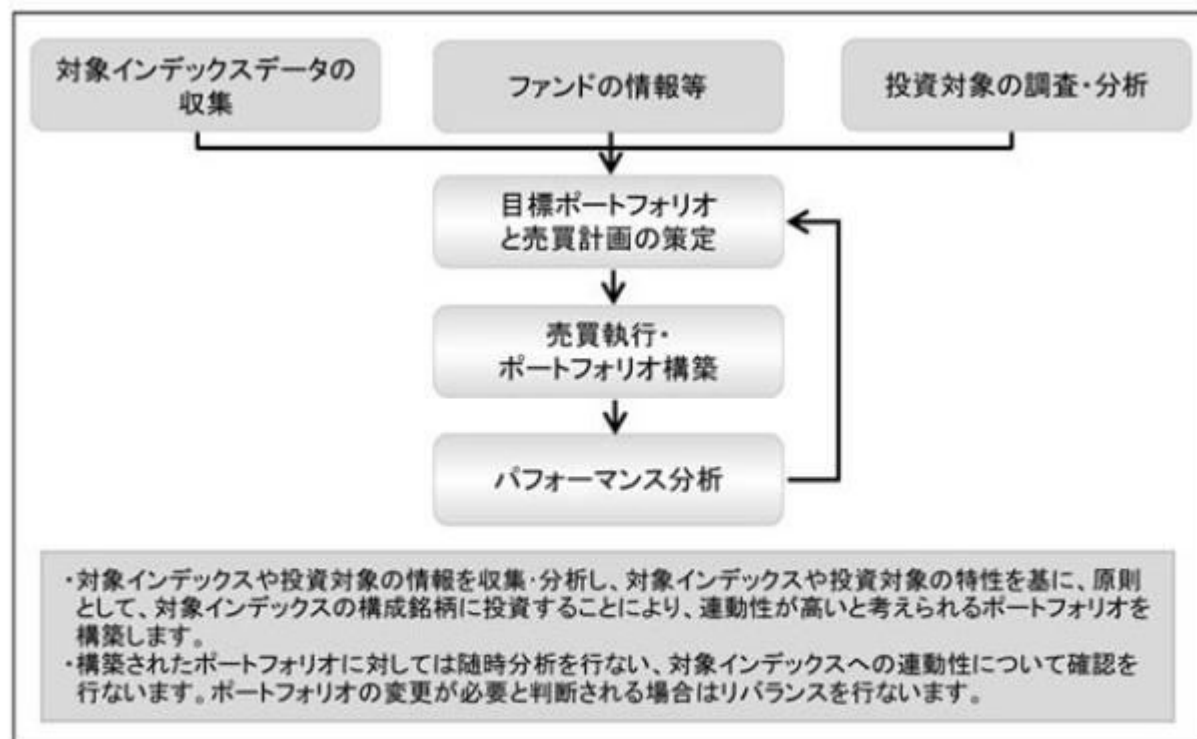 対象インデックスデータの
収集
ファンドの情報等
投資対象の調査・分析
目標ポートフォリオ
と売買計画の策定
売買執行・
ポートフォリオ構築
パフォーマンス分析
・対象インデックスや投資対象の情報を収集・分析し、対象インデックスや投資対象の特性を基に、原則
として、対象インデックスの構成銘柄に投資することにより、連動性が高いと考えられるポートフォリオを
構築します。
・構築されたポートフォリオに対しては随時分析を行ない、対象インデックスへの連動性について確認を
行ないます。ポートフォリオの変更が必要と判断される場合はリバランスを行ないます。